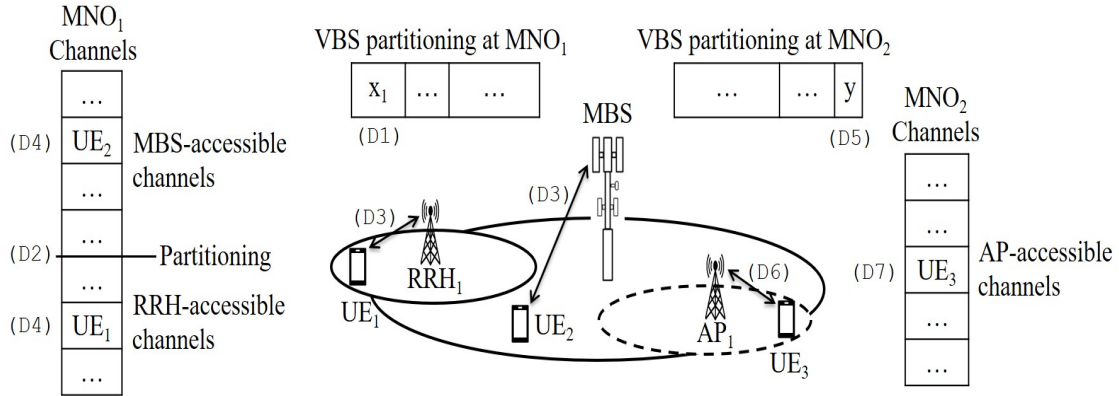 MNO₁
Channels
...
(D4) UE₂
...
MBS-accessible
channels
...
(D2) Partitioning
...
(D4) UE₁
...
RRH-accessible
channels
VBS partitioning at MNO₁
x₁ ... ...
(D1)
VBS partitioning at MNO₂
... ... y
(D5)
MBS
(D3)
(D3)
RRH₁
UE₁
UE₂
(D6)
AP₁
UE₃
MNO₂
Channels
...
...
(D7) UE₃
...
...
AP-accessible
channels